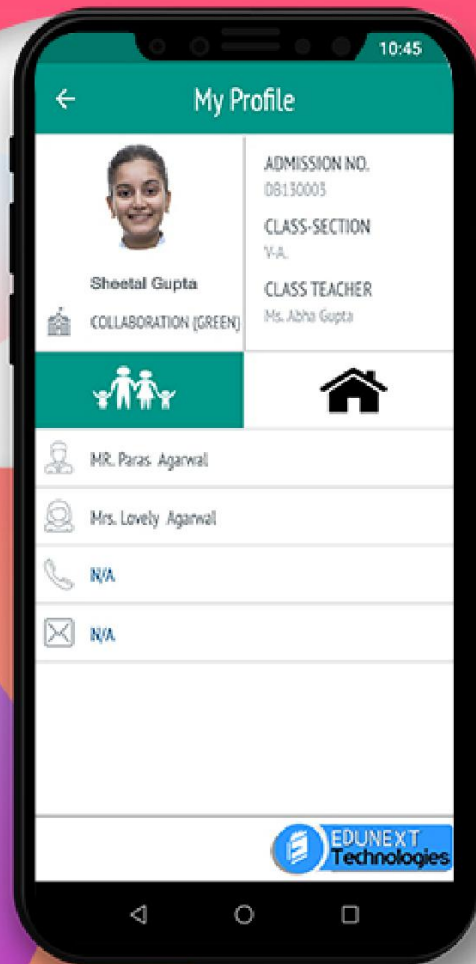 10:45
My Profile
Sheetal Gupta
COLLABORATION (GREEN)
ADMISSION NO.
DB130003
CLASS-SECTION
V-A.
CLASS TEACHER
Ms. Abha Gupta
MR. Paras Agarwal
Mrs. Lovely Agarwal
N/A
N/A
EDUNEXT
Technologies